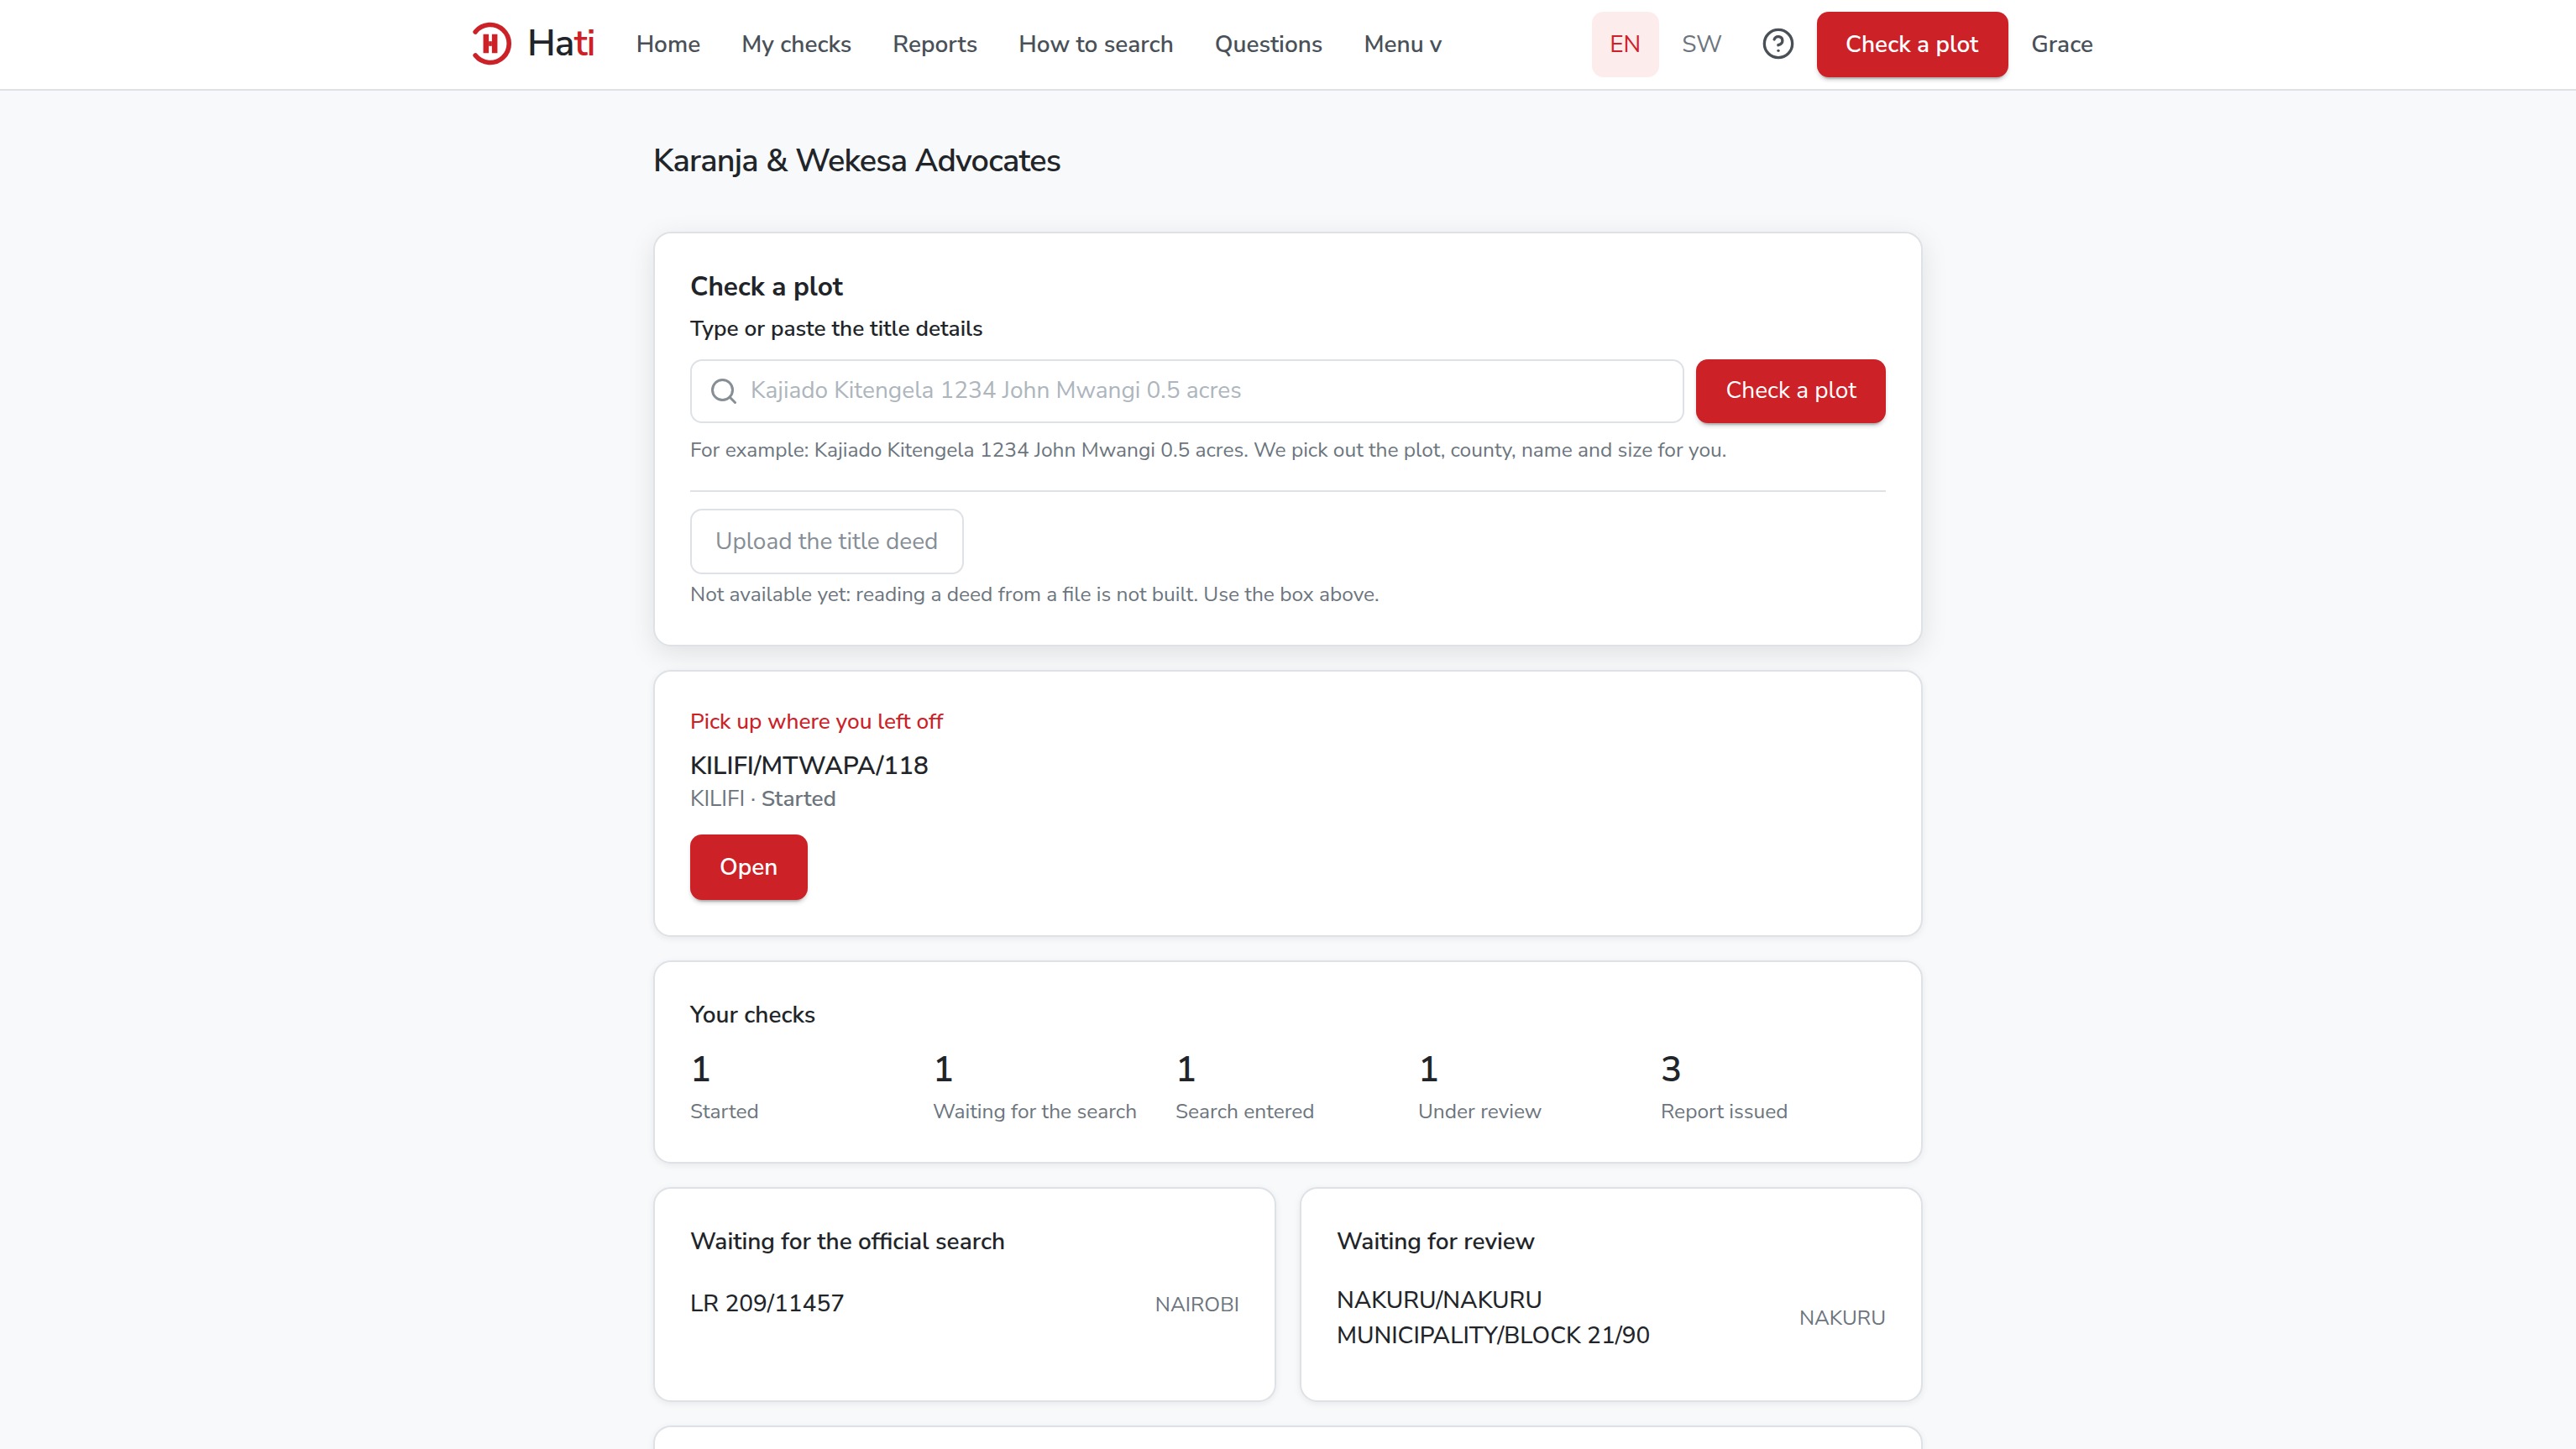 Hati
Home
My checks
Reports
How to search
Questions
Menu v
EN
SW
Check a plot
Grace
Karanja & Wekesa Advocates
Check a plot
Type or paste the title details
Kajiado Kitengela 1234 John Mwangi 0.5 acres
Check a plot
For example: Kajiado Kitengela 1234 John Mwangi 0.5 acres. We pick out the plot, county, name and size for you.
Upload the title deed
Not available yet: reading a deed from a file is not built. Use the box above.
Pick up where you left off
KILIFI/MTWAPA/118
KILIFI · Started
Open
Your checks
1
Started
1
Waiting for the search
1
Search entered
1
Under review
3
Report issued
Waiting for the official search
LR 209/11457
NAIROBI
Waiting for review
NAKURU/NAKURU
MUNICIPALITY/BLOCK 21/90
NAKURU